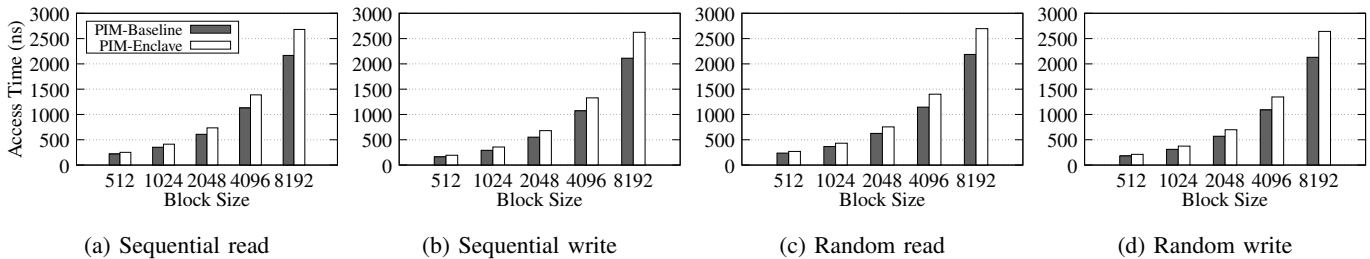 Access Time (ns)
3000
2500
2000
1500
1000
500
0
PIM-Baseline
PIM-Enclave
512 1024 2048 4096 8192
Block Size
(a) Sequential read
3000
2500
2000
1500
1000
500
0
512 1024 2048 4096 8192
Block Size
(b) Sequential write
3000
2500
2000
1500
1000
500
0
512 1024 2048 4096 8192
Block Size
(c) Random read
3000
2500
2000
1500
1000
500
0
512 1024 2048 4096 8192
Block Size
(d) Random write